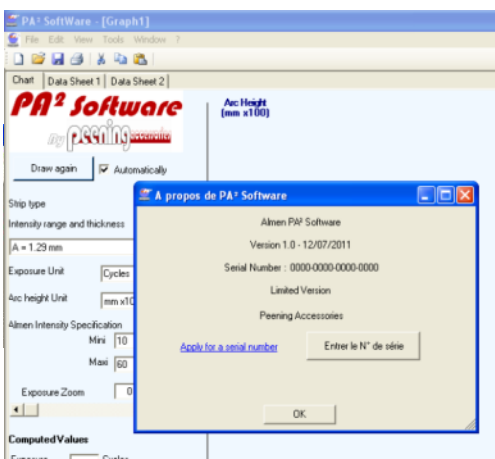 PA² SoftWare - [Graph1]
File Edit View Tools Window ?
Chart Data Sheet 1 Data Sheet 2
PA² Software
By peening accessories
Arc Height
(mm x100)
Draw again Automatically
Strip type
Intensity range and thickness
A = 1.29 mm
Exposure Unit Cycles
Arc height Unit mm x10
Almen Intensity Specification
Mini 10
Maxi 60
Exposure Zoom 0
Computed Values
Exposure Cycles
A propos de PA² Software
Almen PA² Software
Version 1.0 - 12/07/2011
Serial Number : 0000-0000-0000-0000
Limited Version
Peening Accessories
Apply for a serial number Entrer le N° de série
OK